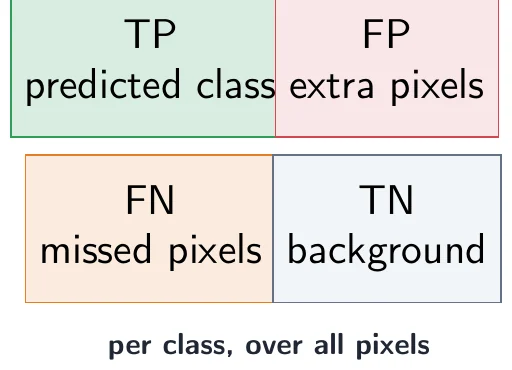 TP
predicted class
FP
extra pixels
FN
missed pixels
TN
background
per class, over all pixels